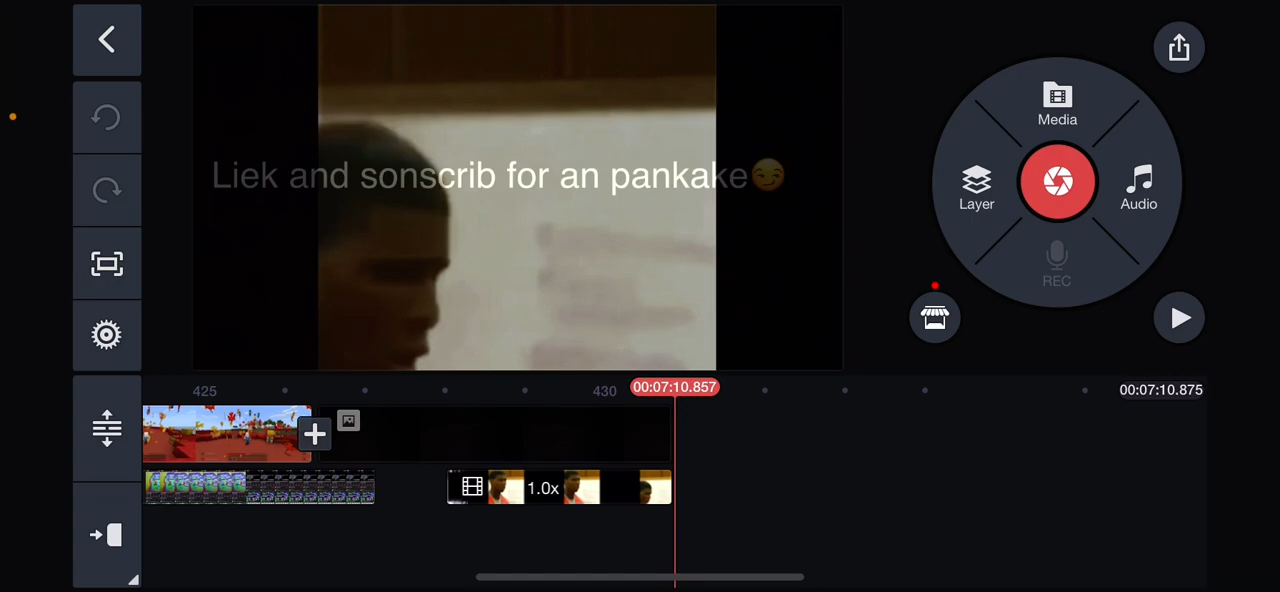 Media
Liek and sonscrib for an pankake😏
Layer
Audio
REC
425
430
00:07:10.857
00:07:10.875
1.0x